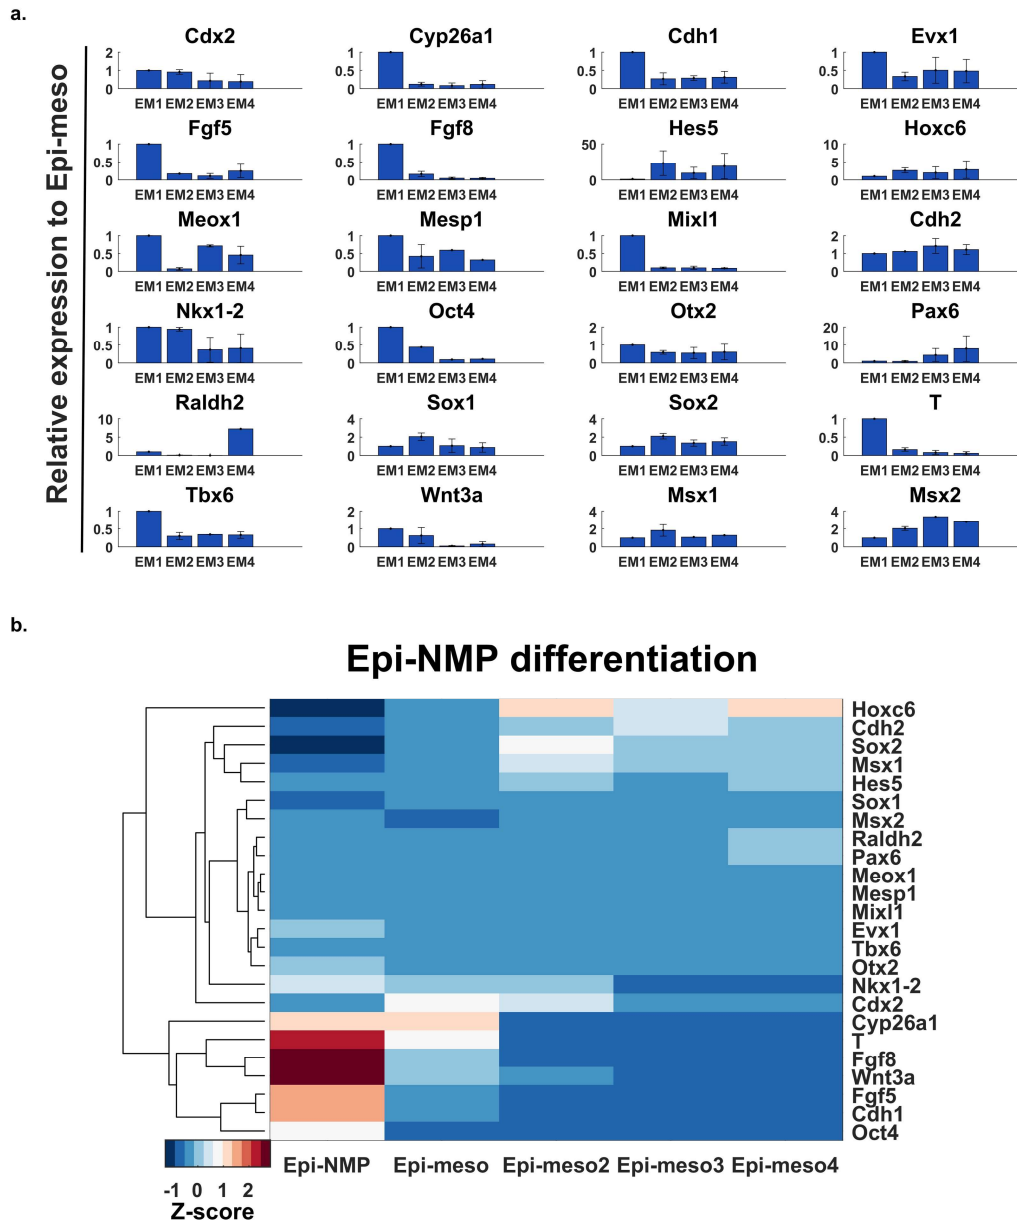 a.
Relative expression to Epi-meso
Cdx2 Cyp26a1 Cdh1 Evx1
2 1 0
1 0.5 0
1 0.5 0
1 0.5 0
EM1 EM2 EM3 EM4 EM1 EM2 EM3 EM4 EM1 EM2 EM3 EM4 EM1 EM2 EM3 EM4
Fgf5 Fgf8 Hes5 Hoxc6
1 0.5 0
1 0.5 0
50 0
10 5 0
EM1 EM2 EM3 EM4 EM1 EM2 EM3 EM4 EM1 EM2 EM3 EM4 EM1 EM2 EM3 EM4
Meox1 Mesp1 Mixl1 Cdh2
1 0.5 0
1 0.5 0
1 0.5 0
2 1 0
EM1 EM2 EM3 EM4 EM1 EM2 EM3 EM4 EM1 EM2 EM3 EM4 EM1 EM2 EM3 EM4
Nkx1-2 Oct4 Otx2 Pax6
1 0.5 0
1 0.5 0
2 1 0
20 10 0
EM1 EM2 EM3 EM4 EM1 EM2 EM3 EM4 EM1 EM2 EM3 EM4 EM1 EM2 EM3 EM4
Raldh2 Sox1 Sox2 T
10 5 0
4 2 0
4 2 0
1 0.5 0
EM1 EM2 EM3 EM4 EM1 EM2 EM3 EM4 EM1 EM2 EM3 EM4 EM1 EM2 EM3 EM4
Tbx6 Wnt3a Msx1 Msx2
1 0.5 0
2 1 0
4 2 0
4 2 0
EM1 EM2 EM3 EM4 EM1 EM2 EM3 EM4 EM1 EM2 EM3 EM4 EM1 EM2 EM3 EM4
b.
Epi-NMP differentiation
Hoxc6
Cdh2
Sox2
Msx1
Hes5
Sox1
Msx2
Raldh2
Pax6
Meox1
Mesp1
Mixl1
Evx1
Tbx6
Otx2
Nkx1-2
Cdx2
Cyp26a1
T
Fgf8
Wnt3a
Fgf5
Cdh1
Oct4
Epi-NMP Epi-meso Epi-meso2 Epi-meso3 Epi-meso4
-1 0 1 2
Z-score